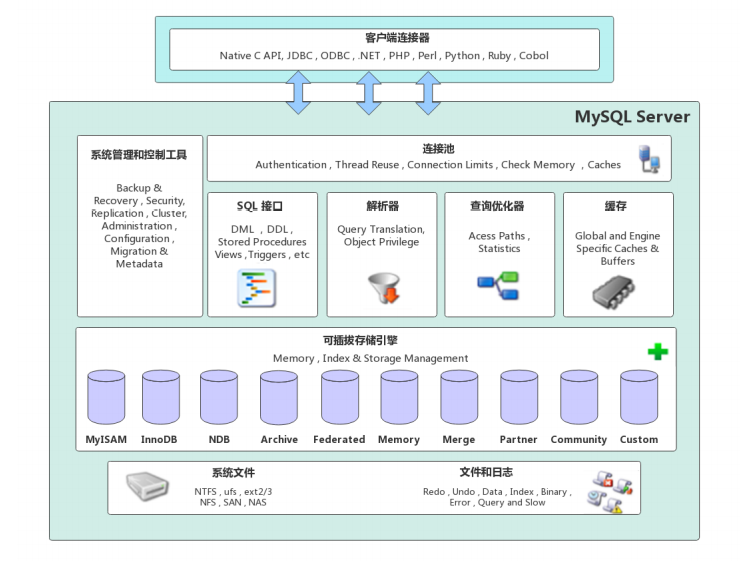 客户端连接器
Native C API, JDBC , ODBC , .NET , PHP , Perl , Python , Ruby , Cobol
MySQL Server
系统管理和控制工具
Backup &
Recovery , Security,
Replication , Cluster,
Administration ,
Configuration ,
Migration &
Metadata
连接池
Authentication , Thread Reuse , Connection Limits , Check Memory , Caches
SQL 接口
DML , DDL ,
Stored Procedures
Views ,Triggers , etc
解析器
Query Translation,
Object Privilege
查询优化器
Acess Paths ,
Statistics
缓存
Global and Engine
Specific Caches &
Buffers
可插拔存储引擎
Memory , Index & Storage Management
MyISAM InnoDB NDB Archive Federated Memory Merge Partner Community Custom
系统文件
NTFS , ufs , ext2/3
NFS , SAN , NAS
文件和日志
Redo , Undo , Data , Index , Binary ,
Error , Query and Slow